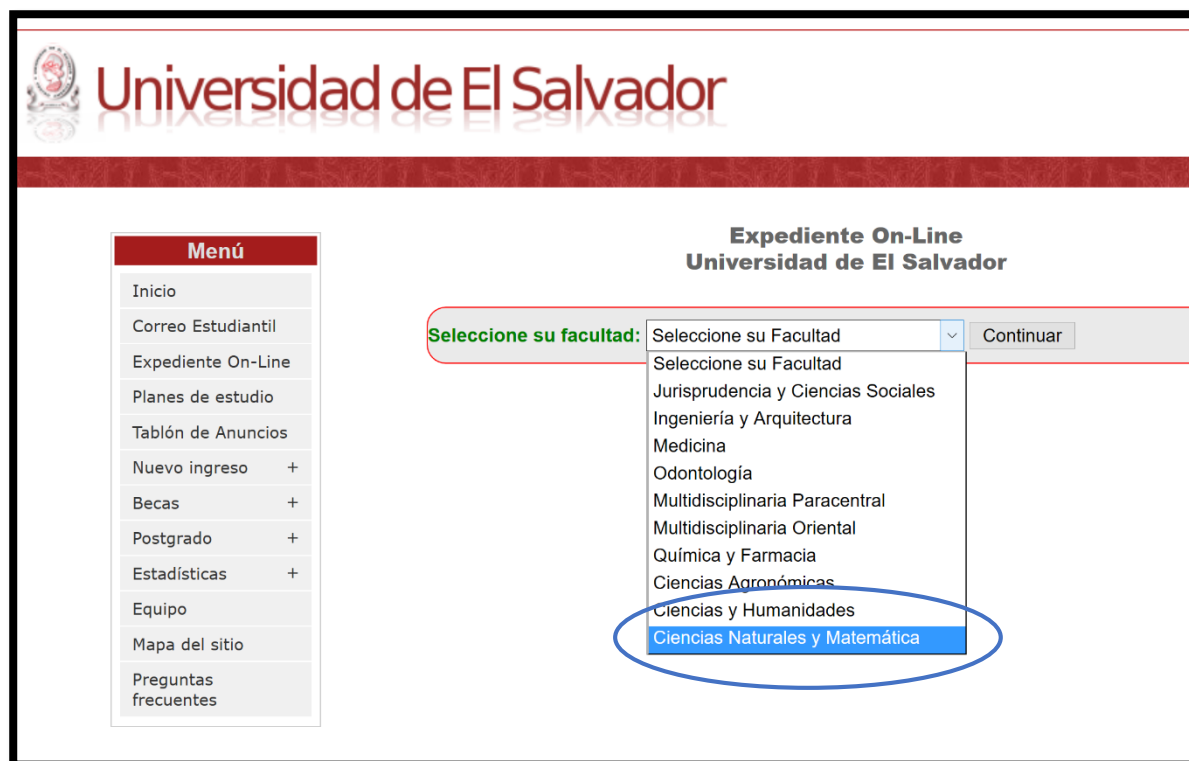 Universidad de El Salvador
Expediente On-Line
Universidad de El Salvador
Menú
Inicio
Correo Estudiantil
Expediente On-Line
Planes de estudio
Tablón de Anuncios
Nuevo ingreso +
Becas +
Postgrado +
Estadísticas +
Equipo
Mapa del sitio
Preguntas
frecuentes
Seleccione su facultad: Seleccione su Facultad Continuar
Seleccione su Facultad
Jurisprudencia y Ciencias Sociales
Ingeniería y Arquitectura
Medicina
Odontología
Multidisciplinaria Paracentral
Multidisciplinaria Oriental
Química y Farmacia
Ciencias Agronómicas
Ciencias y Humanidades
Ciencias Naturales y Matemática